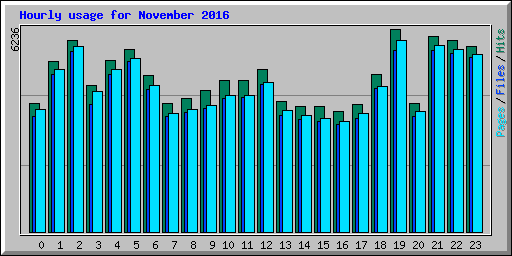 Hourly usage for November 2016
6236
Pages/Files/Hits
0 1 2 3 4 5 6 7 8 9 10 11 12 13 14 15 16 17 18 19 20 21 22 23